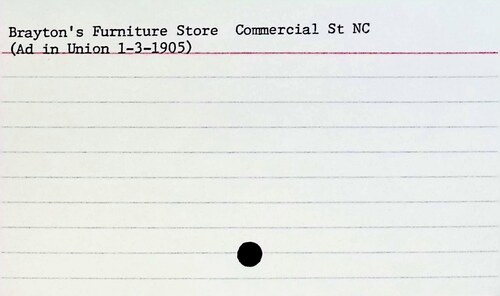 Brayton's Furniture Store  Commercial St NC
(Ad in Union 1-3-1905)